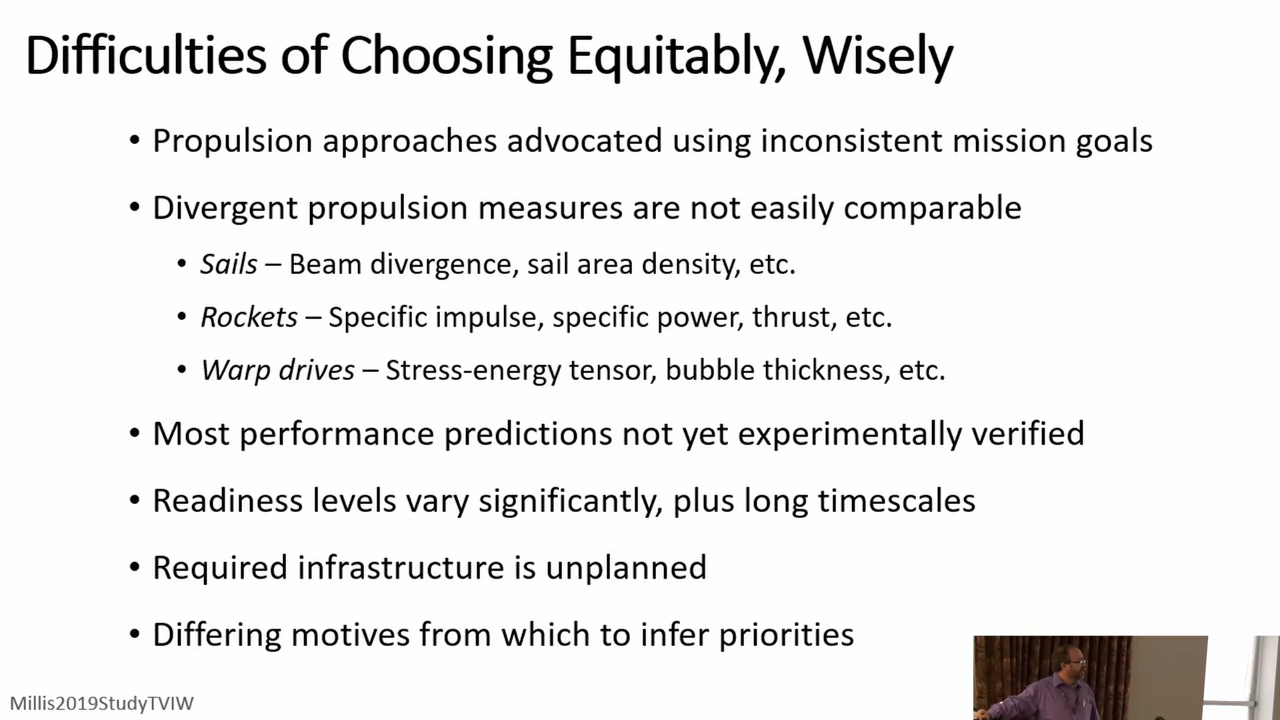 Difficulties of Choosing Equitably, Wisely
• Propulsion approaches advocated using inconsistent mission goals
• Divergent propulsion measures are not easily comparable
• Sails – Beam divergence, sail area density, etc.
• Rockets – Specific impulse, specific power, thrust, etc.
• Warp drives – Stress-energy tensor, bubble thickness, etc.
• Most performance predictions not yet experimentally verified
• Readiness levels vary significantly, plus long timescales
• Required infrastructure is unplanned
• Differing motives from which to infer priorities
Millis2019StudyTVIW